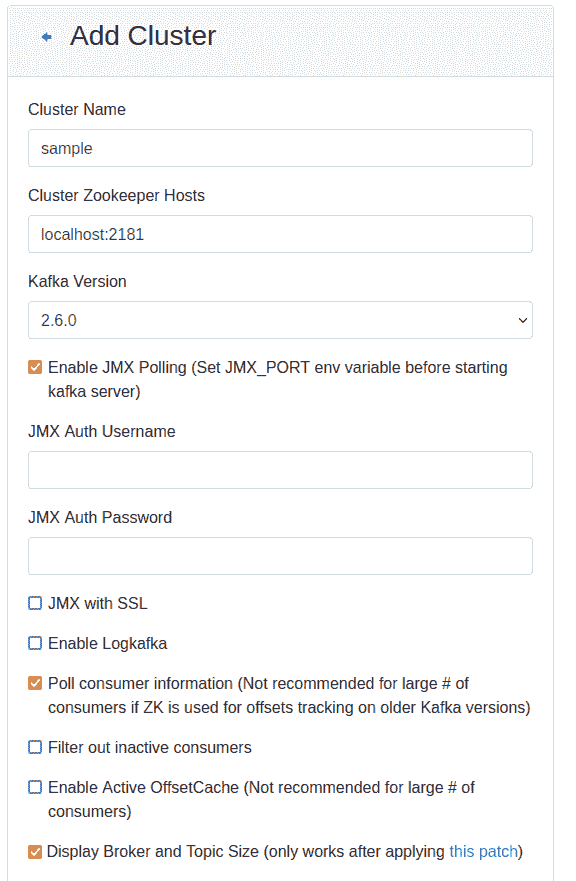 Add Cluster
Cluster Name
sample
Cluster Zookeeper Hosts
localhost:2181
Kafka Version
2.6.0
Enable JMX Polling (Set JMX_PORT env variable before starting
kafka server)
JMX Auth Username
JMX Auth Password
JMX with SSL
Enable Logkafka
Poll consumer information (Not recommended for large # of
consumers if ZK is used for offsets tracking on older Kafka versions)
Filter out inactive consumers
Enable Active OffsetCache (Not recommended for large # of
consumers)
Display Broker and Topic Size (only works after applying this patch)